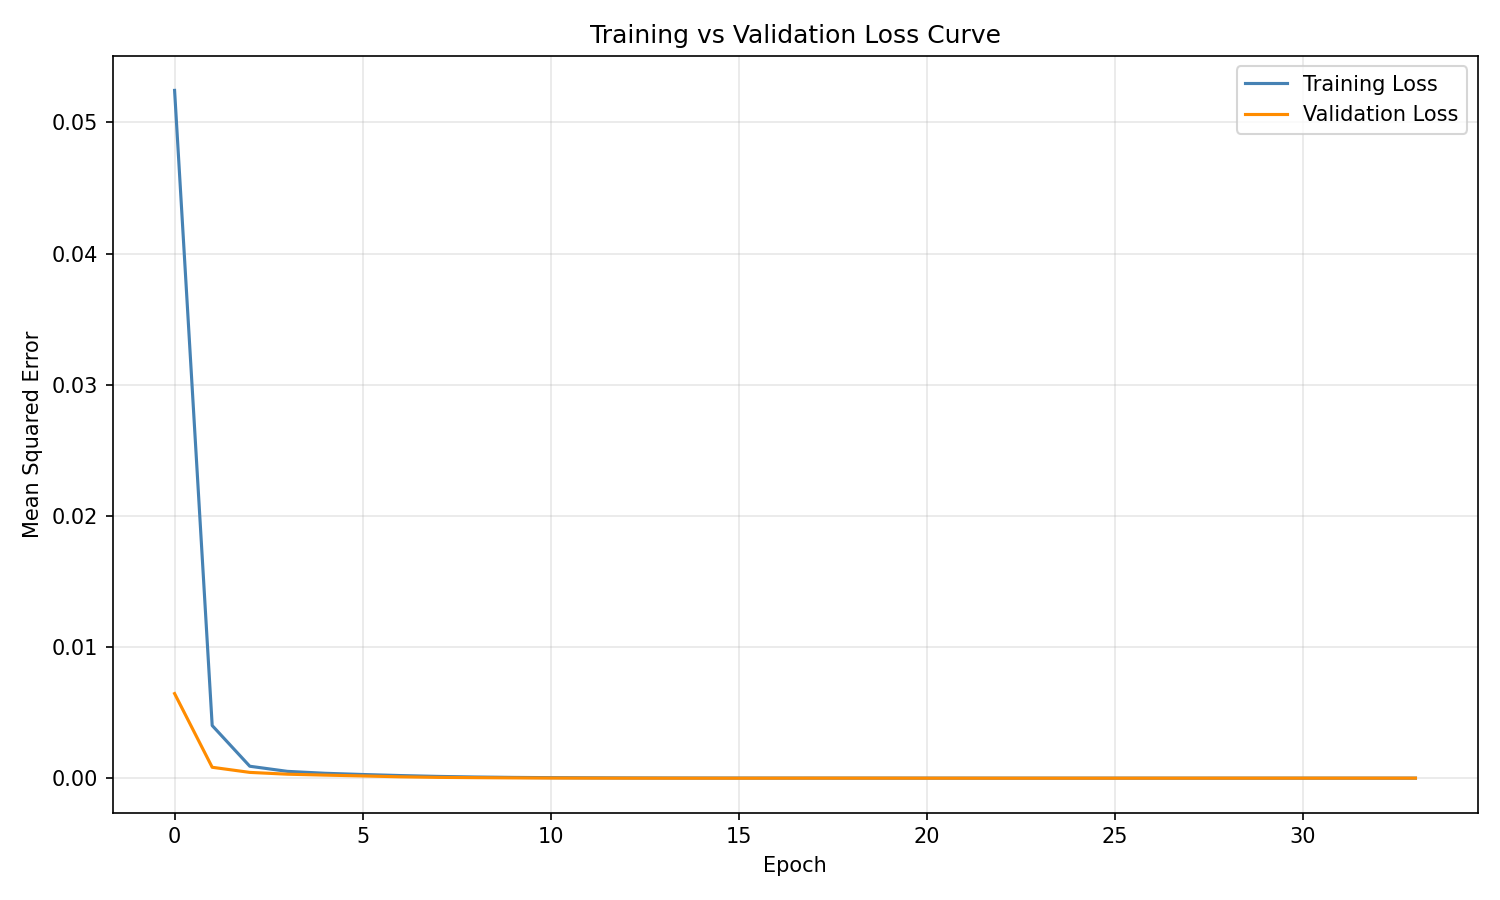 Training vs Validation Loss Curve
Training Loss
Validation Loss
Mean Squared Error
0.05
0.04
0.03
0.02
0.01
0.00
0 5 10 15 20 25 30
Epoch